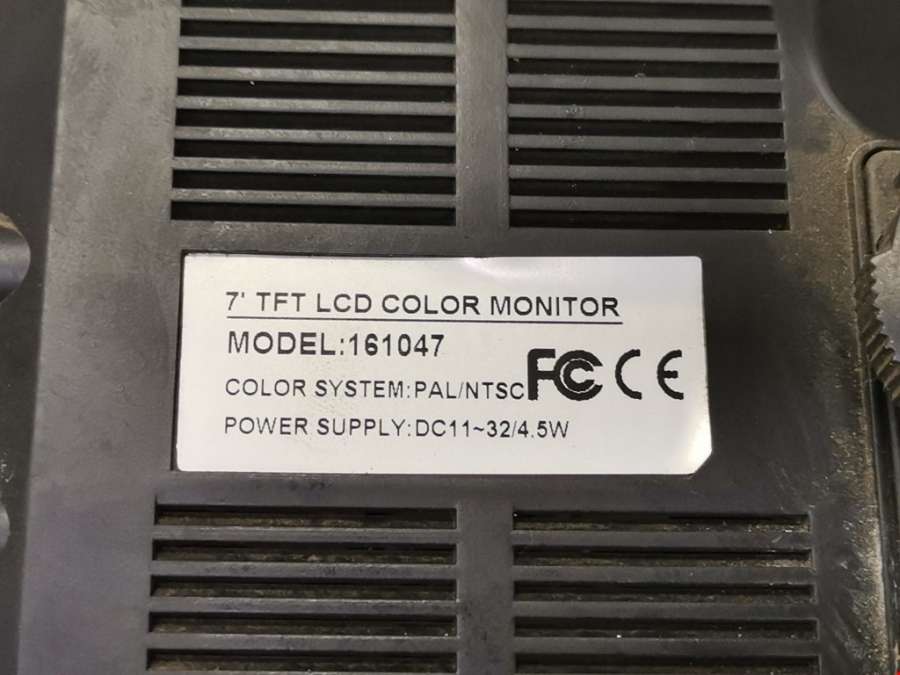 7' TFT LCD COLOR MONITOR
MODEL:161047
COLOR SYSTEM:PAL/NTSC FC CE
POWER SUPPLY:DC11~32/4.5W